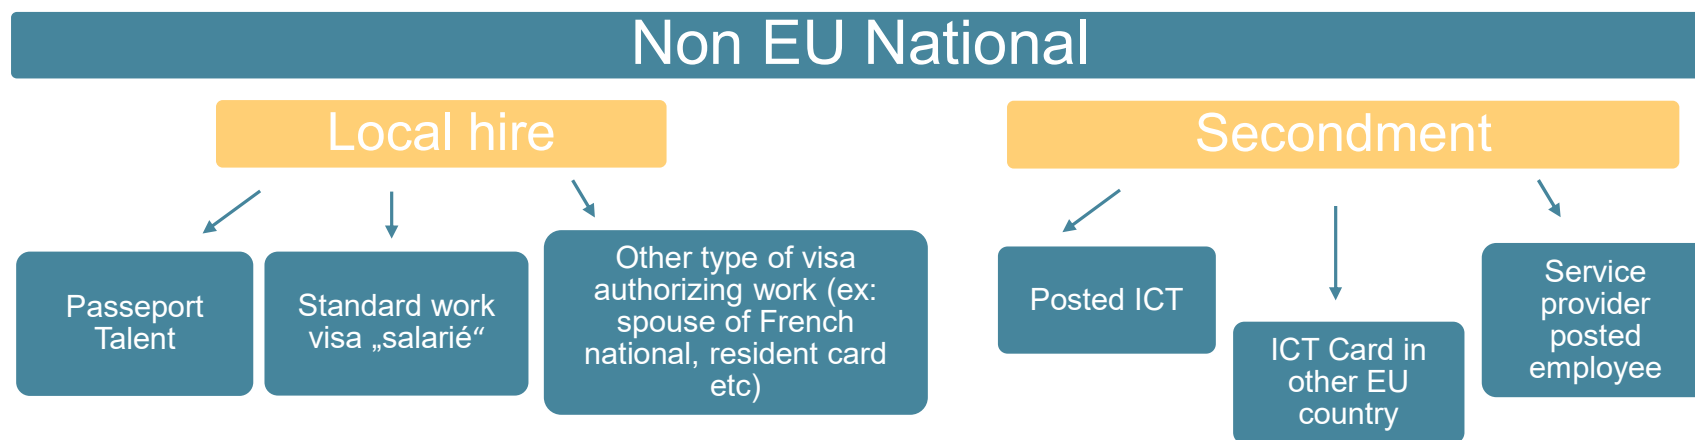 Non EU National
Local hire
Secondment
Passeport
Talent
Standard work
visa „salarié“
Other type of visa
authorizing work (ex:
spouse of French
national, resident card
etc)
Posted ICT
ICT Card in
other EU
country
Service
provider
posted
employee